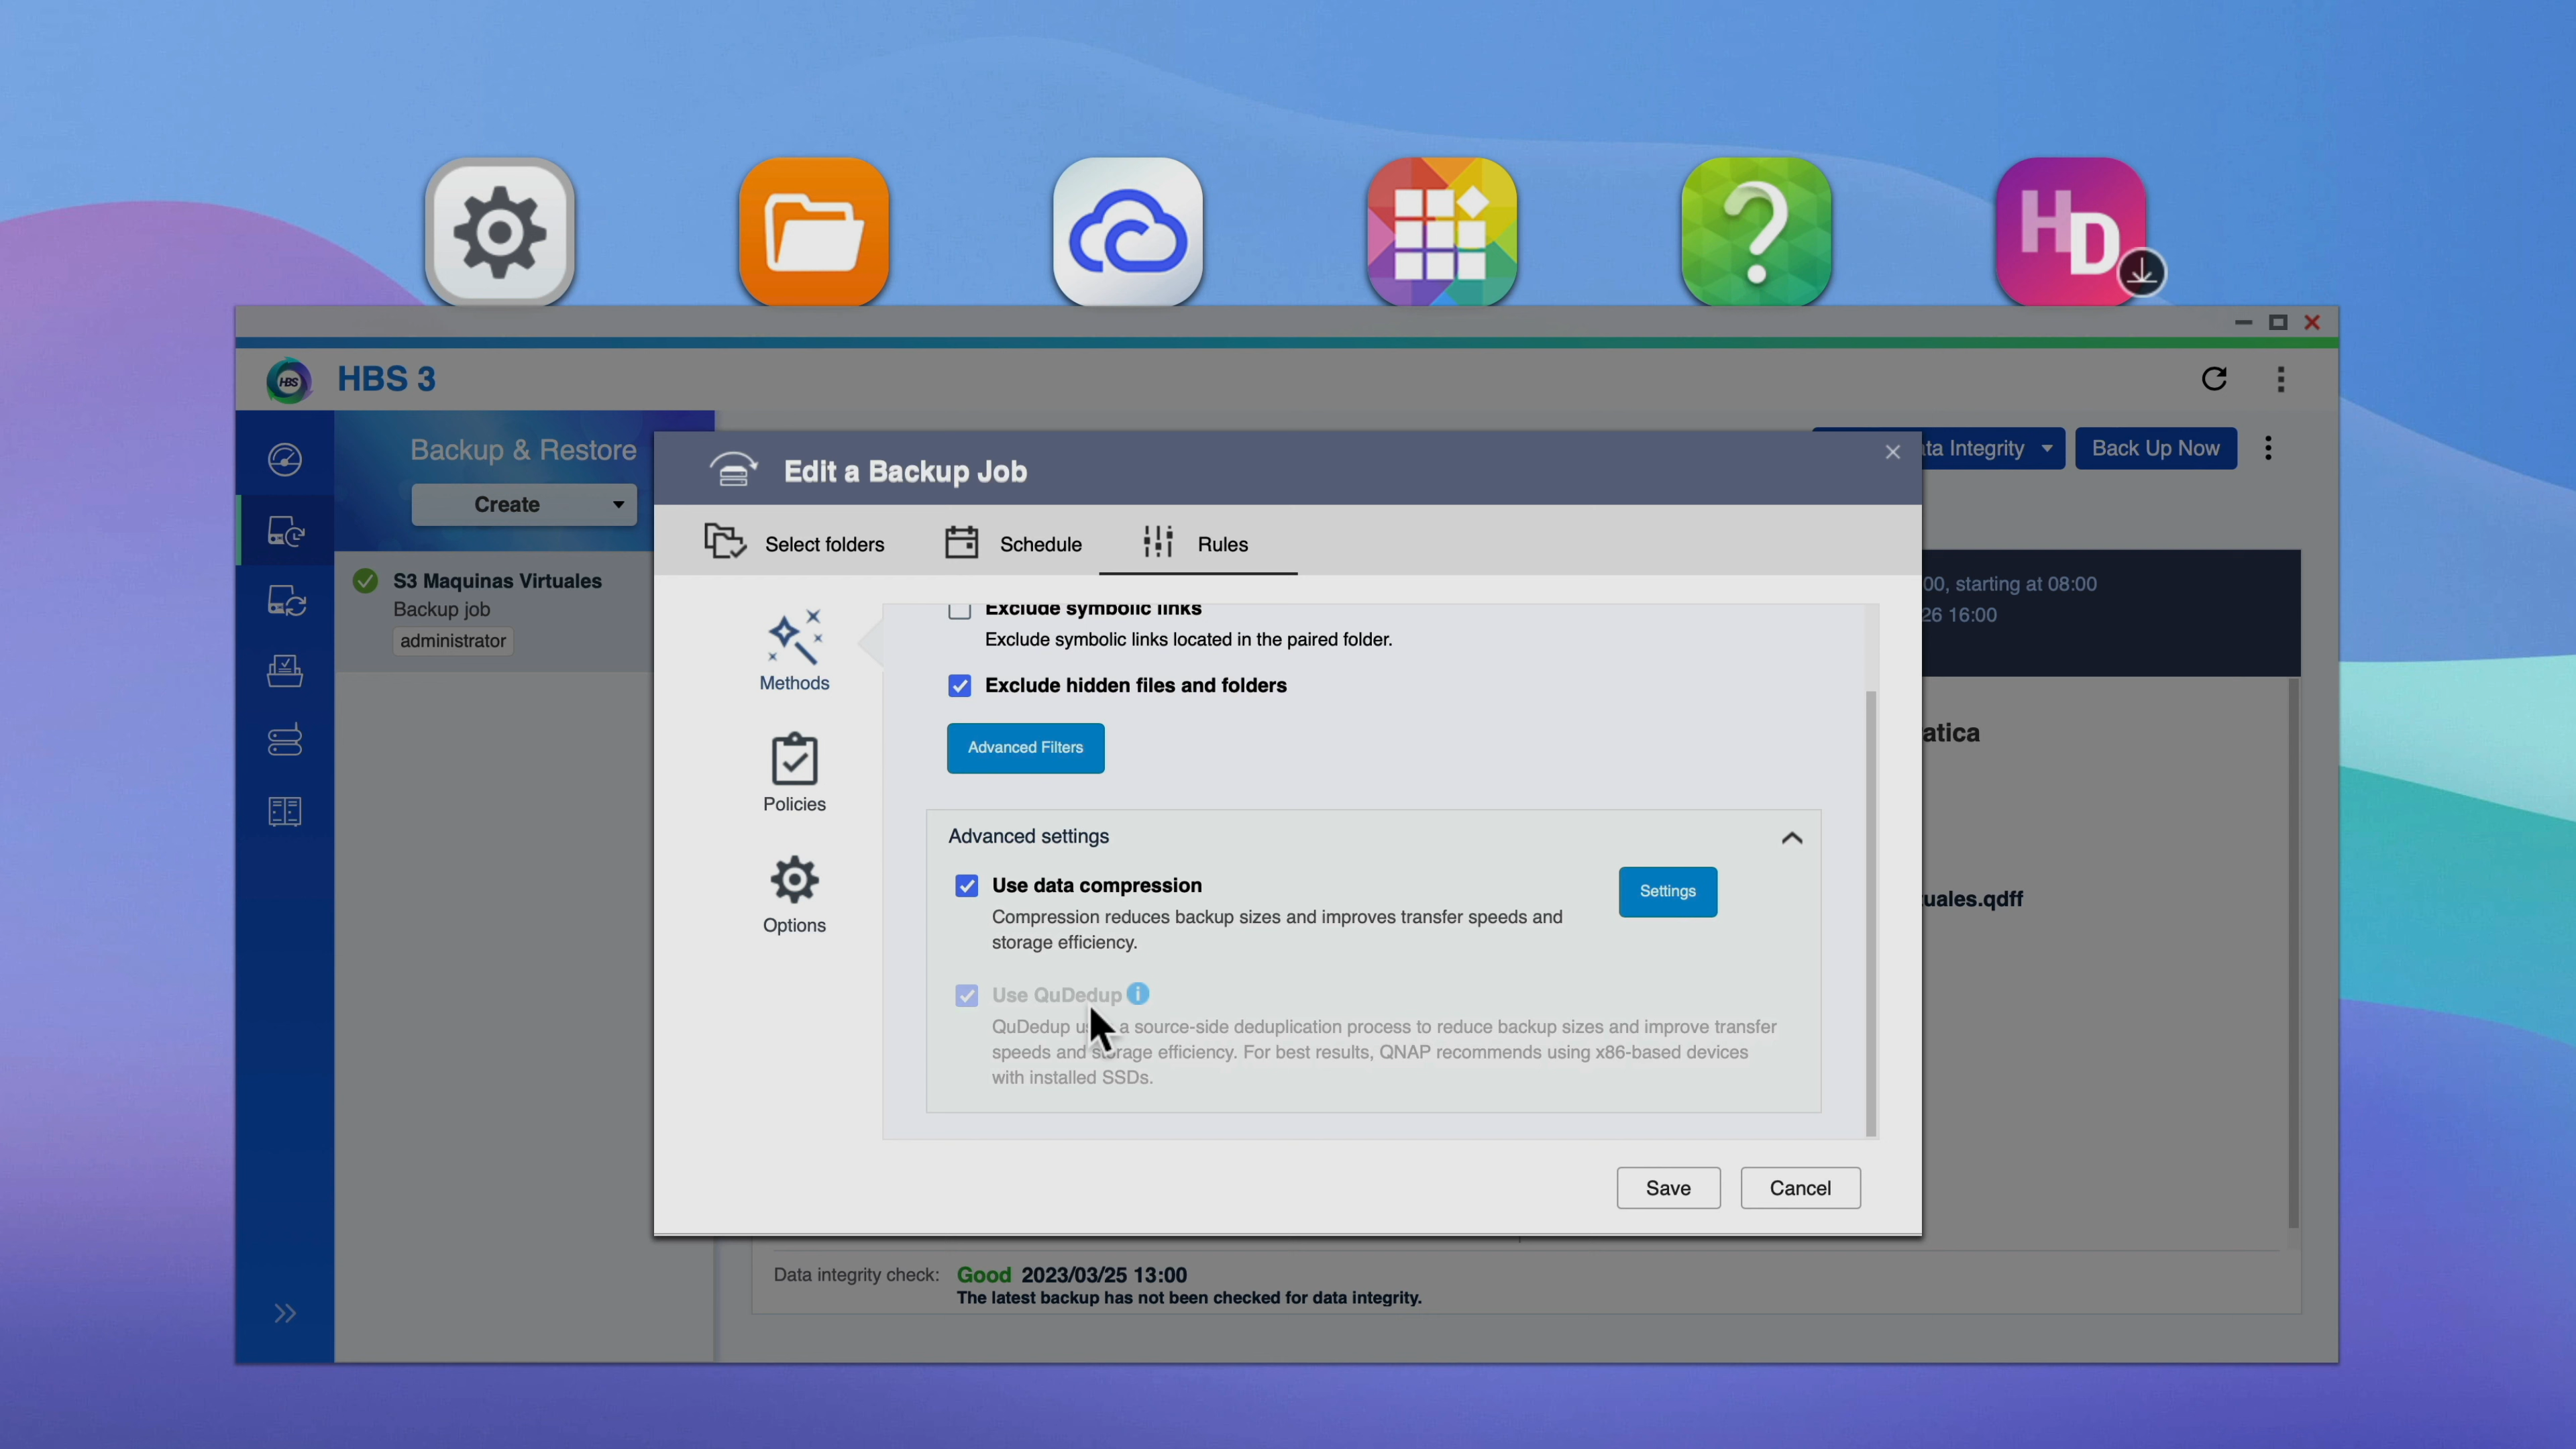 HD
HBS
HBS 3
Backup & Restore
Create
S3 Maquinas Virtuales
Backup job
administrator
ta Integrity
Back Up Now
00, starting at 08:00
26 16:00
atica
uales.qdff
Edit a Backup Job
Select folders
Schedule
Rules
Methods
Policies
Options
Exclude symbolic links
Exclude symbolic links located in the paired folder.
Exclude hidden files and folders
Advanced Filters
Advanced settings
Use data compression
Settings
Compression reduces backup sizes and improves transfer speeds and
storage efficiency.
Use QuDedup
QuDedup a source-side deduplication process to reduce backup sizes and improve transfer
speeds and storage efficiency. For best results, QNAP recommends using x86-based devices
with installed SSDs.
Save
Cancel
Data integrity check: Good 2023/03/25 13:00
The latest backup has not been checked for data integrity.